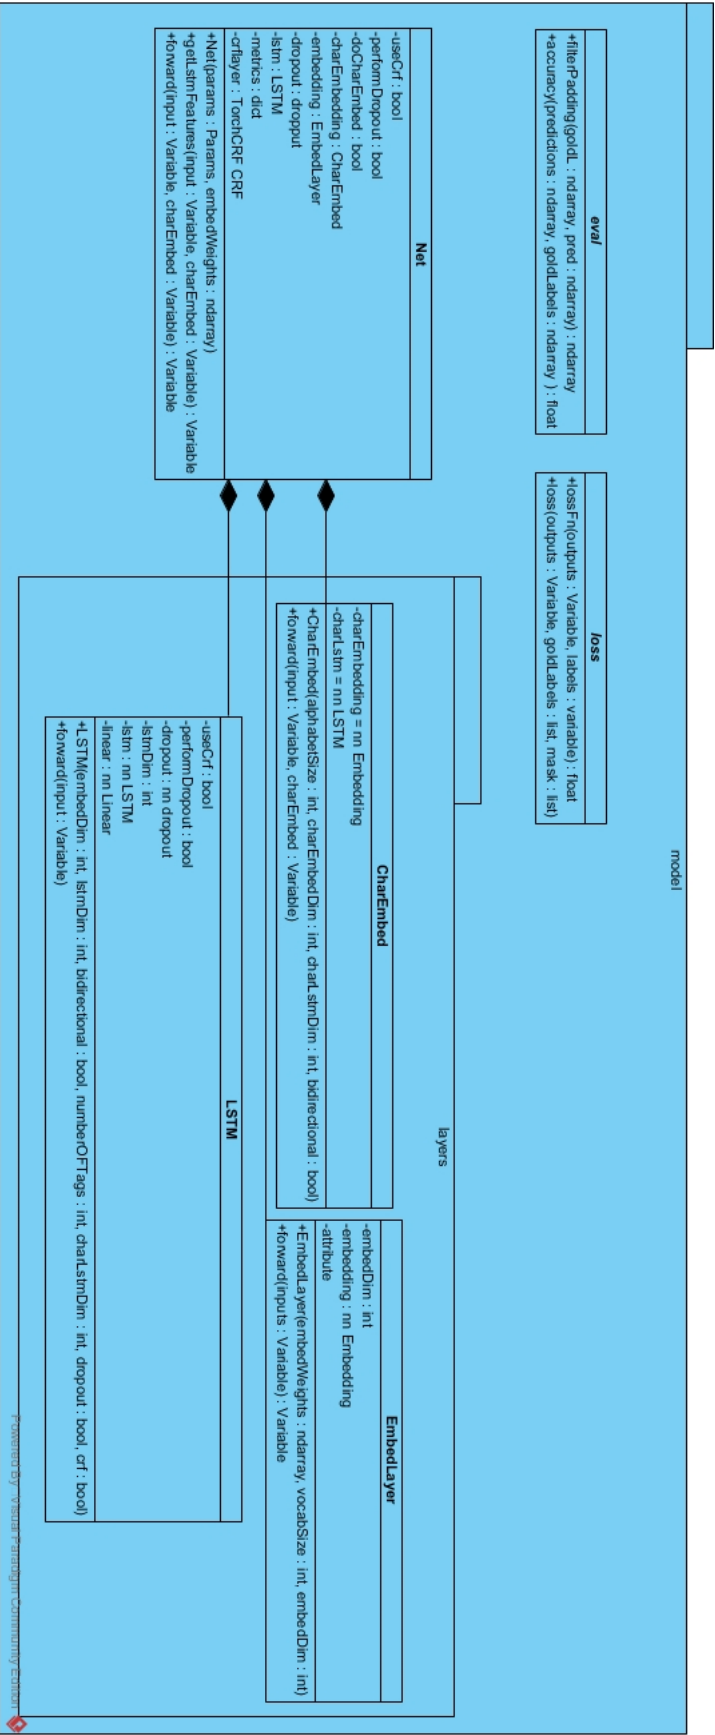 model
eval
+filterPadding(goldL : ndarray, pred : ndarray) : ndarray
+accuracy(predictions : ndarray, goldLabels : ndarray ) : float
loss
+lossFn(outputs : Variable, labels : variable) : float
+loss(outputs : Variable, goldLabels : list, mask : list)
Net
-useCrf : bool
-performDropout : bool
-doCharEmbed : bool
-charEmbedding : CharEmbed
-embedding : EmbedLayer
-dropout : dropput
-lstm : LSTM
-metrics : dict
-crflayer : TorchCRF CRF
+Net(params : Params, embedWeights : ndarray)
+getLstmFeatures(input : Variable, charEmbed : Variable) : Variable
+forward(input : Variable, charEmbed : Variable) : Variable
layers
CharEmbed
-charEmbedding = nn Embedding
-charLstm = nn LSTM
+CharEmbed(alphabetSize : int, charEmbedDim : int, charLstmDim : int, bidirectional : bool)
+forward(input : Variable, charEmbed : Variable)
EmbedLayer
-embedDim : int
-embedding : nn Embedding
-attribute
+EmbedLayer(embedWeights : ndarray, vocabSize : int, embedDim : int)
+forward(inputs : Variable) : Variable
LSTM
-useCrf : bool
-performDropout : bool
-dropout : nn dropout
-lstmDim : int
-lstm : nn LSTM
-linear : nn Linear
+LSTM(embedDim : int, lstmDim : int, bidirectional : bool, numberOFTags : int, charLstmDim : int, dropout : bool, crf : bool)
+forward(input : Variable)
Powered By Visual Paradigm Community Edition